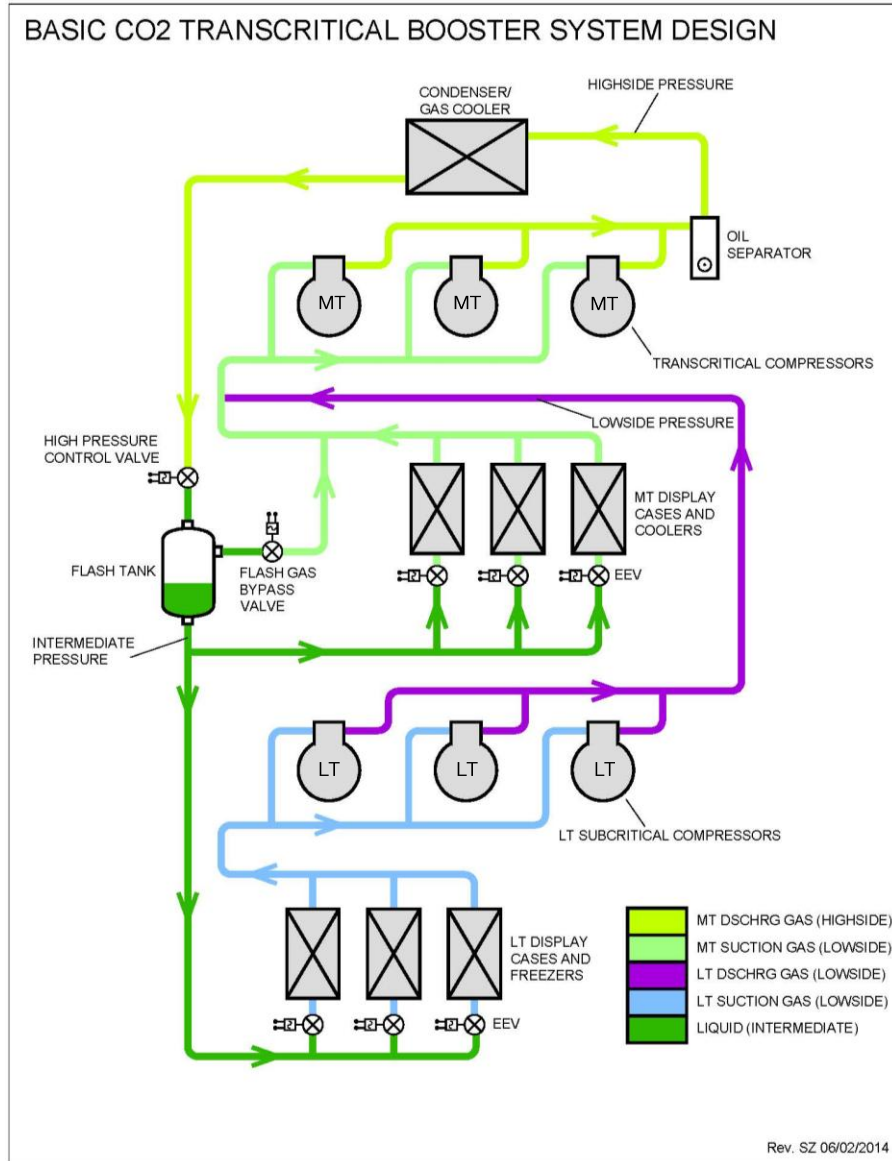 BASIC CO2 TRANSCRITICAL BOOSTER SYSTEM DESIGN
CONDENSER/
GAS COOLER
HIGHSIDE PRESSURE
OIL
SEPARATOR
MT
MT
MT
TRANSCRITICAL COMPRESSORS
LOWSIDE PRESSURE
HIGH PRESSURE
CONTROL VALVE
MT DISPLAY
CASES AND
COOLERS
FLASH TANK
FLASH GAS
BYPASS
VALVE
EEV
INTERMEDIATE
PRESSURE
LT
LT
LT
LT SUBCRITICAL COMPRESSORS
LT DISPLAY
CASES AND
FREEZERS
EEV
MT DSCHRG GAS (HIGHSIDE)
MT SUCTION GAS (LOWSIDE)
LT DSCHRG GAS (LOWSIDE)
LT SUCTION GAS (LOWSIDE)
LIQUID (INTERMEDIATE)
Rev. SZ 06/02/2014